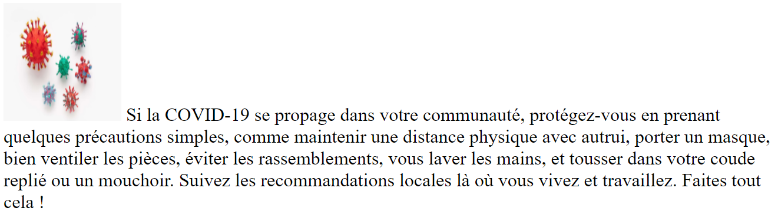 Si la COVID-19 se propage dans votre communauté, protégez-vous en prenant
quelques précautions simples, comme maintenir une distance physique avec autrui, porter un masque,
bien ventiler les pièces, éviter les rassemblements, vous laver les mains, et tousser dans votre coude
replié ou un mouchoir. Suivez les recommandations locales là où vous vivez et travaillez. Faites tout
cela !